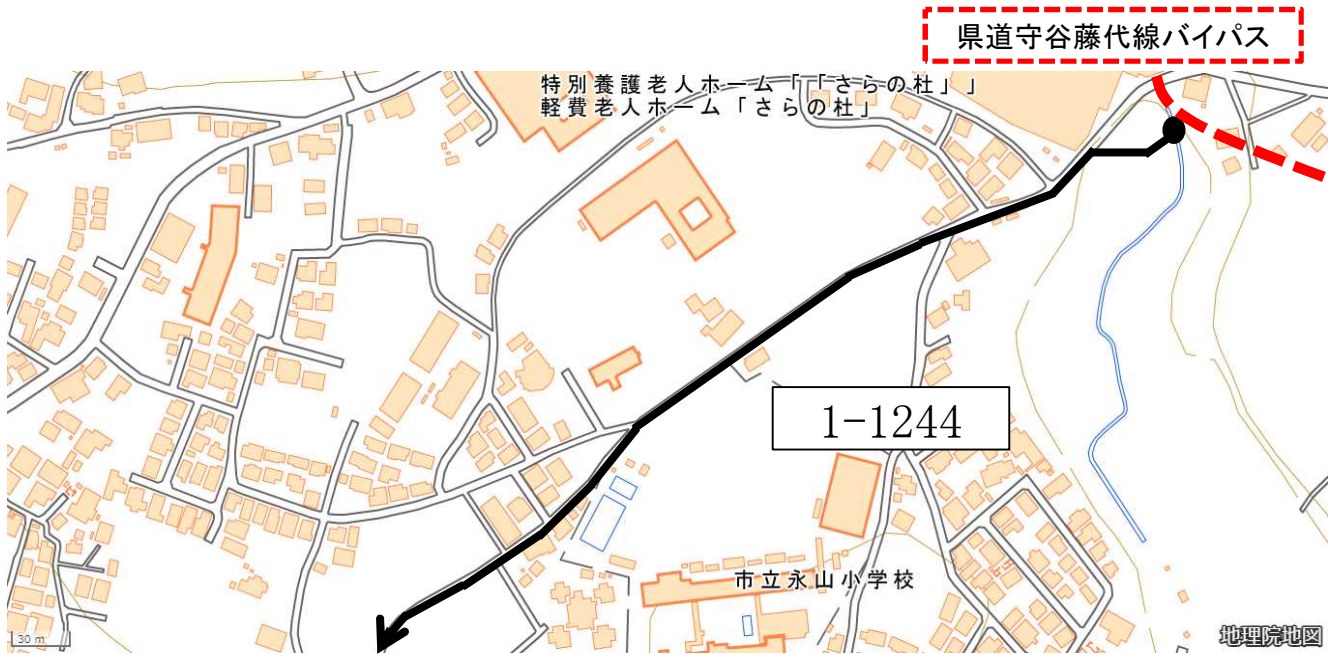 県道守谷藤代線バイパス
特別養護老人ホーム「「さらの杜」」
軽費老人ホーム「さらの杜」
1-1244
市立永山小学校
30 m
地理院地図